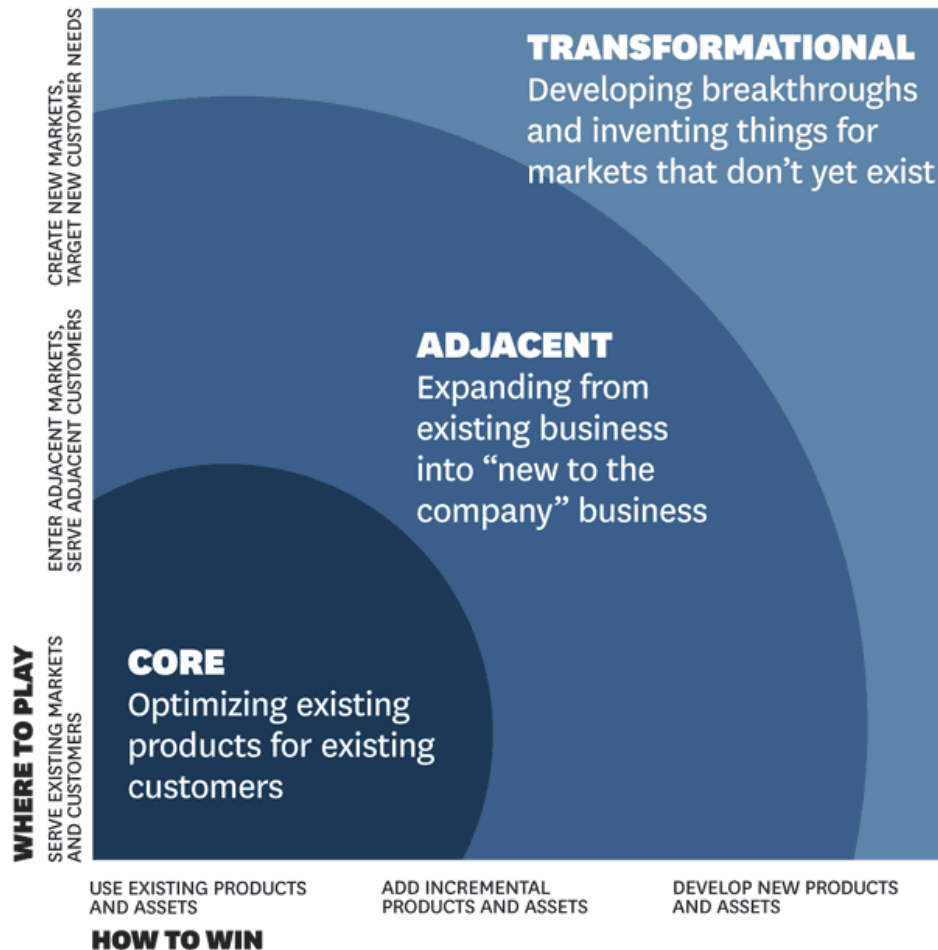 TRANSFORMATIONAL
Developing breakthroughs
and inventing things for
markets that don't yet exist
CREATE NEW MARKETS,
TARGET NEW CUSTOMER NEEDS
ADJACENT
Expanding from
existing business
into “new to the
company” business
ENTER ADJACENT MARKETS,
SERVE ADJACENT CUSTOMERS
CORE
Optimizing existing
products for existing
customers
WHERE TO PLAY
SERVE EXISTING MARKETS
AND CUSTOMERS
USE EXISTING PRODUCTS
AND ASSETS
ADD INCREMENTAL
PRODUCTS AND ASSETS
DEVELOP NEW PRODUCTS
AND ASSETS
HOW TO WIN